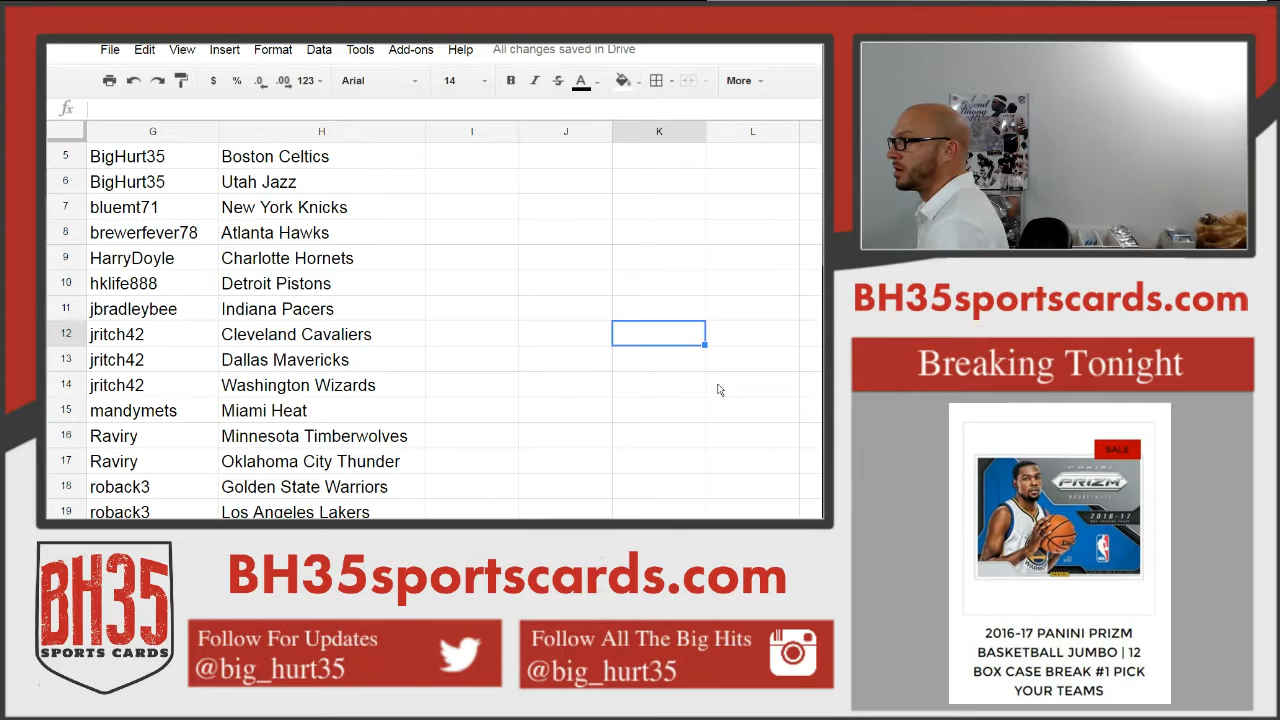 File Edit View Insert Format Data Tools Add-ons Help All changes saved in Drive
$ % .0 .00 123 Arial 14 B I S A More
fx
G H I J K L
5 BigHurt35 Boston Celtics
6 BigHurt35 Utah Jazz
7 bluemt71 New York Knicks
8 brewerfever78 Atlanta Hawks
9 HarryDoyle Charlotte Hornets
10 hklife888 Detroit Pistons
11 jbradleybee Indiana Pacers
12 jritch42 Cleveland Cavaliers
13 jritch42 Dallas Mavericks
14 jritch42 Washington Wizards
15 mandymets Miami Heat
16 Raviry Minnesota Timberwolves
17 Raviry Oklahoma City Thunder
18 roback3 Golden State Warriors
19 roback3 Los Angeles Lakers
BH35sportscards.com
Breaking Tonight
SALE
PANINI
PRIZM
BASKETBALL
2016-17
NBA
2016-17 PANINI PRIZM
BASKETBALL JUMBO | 12
BOX CASE BREAK #1 PICK
YOUR TEAMS
BH35
SPORTS CARDS
BH35sportscards.com
Follow For Updates
@big_hurt35
Follow All The Big Hits
@big_hurt35